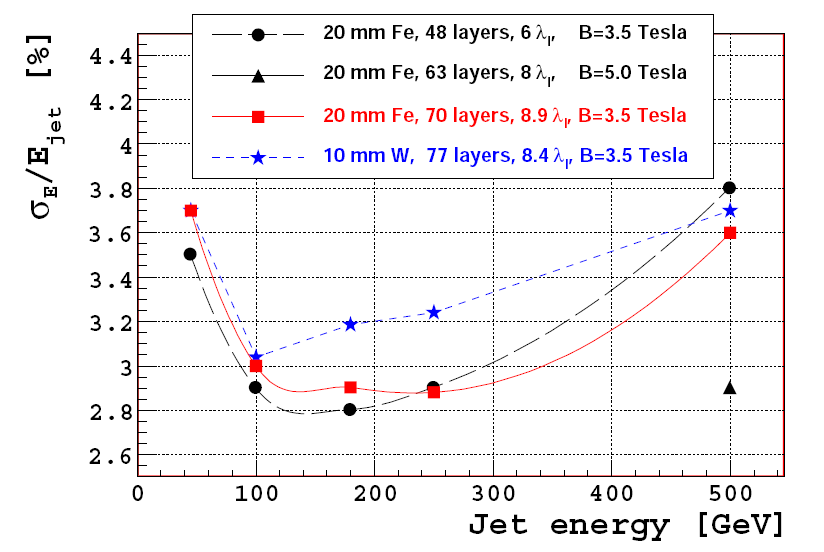 20 mm Fe, 48 layers, 6 λI, B=3.5 Tesla
20 mm Fe, 63 layers, 8 λI, B=5.0 Tesla
20 mm Fe, 70 layers, 8.9 λI, B=3.5 Tesla
10 mm W, 77 layers, 8.4 λI, B=3.5 Tesla
σE/Ejet [%]
4.4
4.2
4
3.8
3.6
3.4
3.2
3
2.8
2.6
0 100 200 300 400 500
Jet energy [GeV]